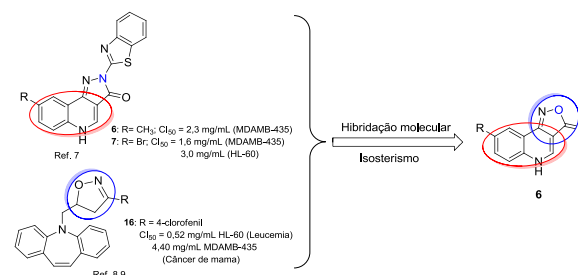 S
N
N
N
O
R
N
H
6: R= CH₃; CI₅₀ = 2,3 mg/mL (MDAMB-435)
7: R= Br; CI₅₀ = 1,6 mg/mL (MDAMB-435)
3,0 mg/mL (HL-60)
Ref. 7
O
N
R
N
16: R = 4-clorofenil
CI₅₀ = 0,52 mg/mL HL-60 (Leucemia)
4,40 mg/mL MDAMB-435
(Câncer de mama)
Ref. 8,9
Hibridação molecular
Isosterismo
N
O
R
N
H
6